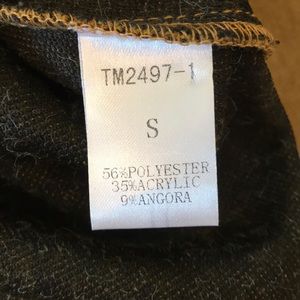 TM2497-1
S
56%POLYESTER
35%ACRYLIC
9%ANGORA